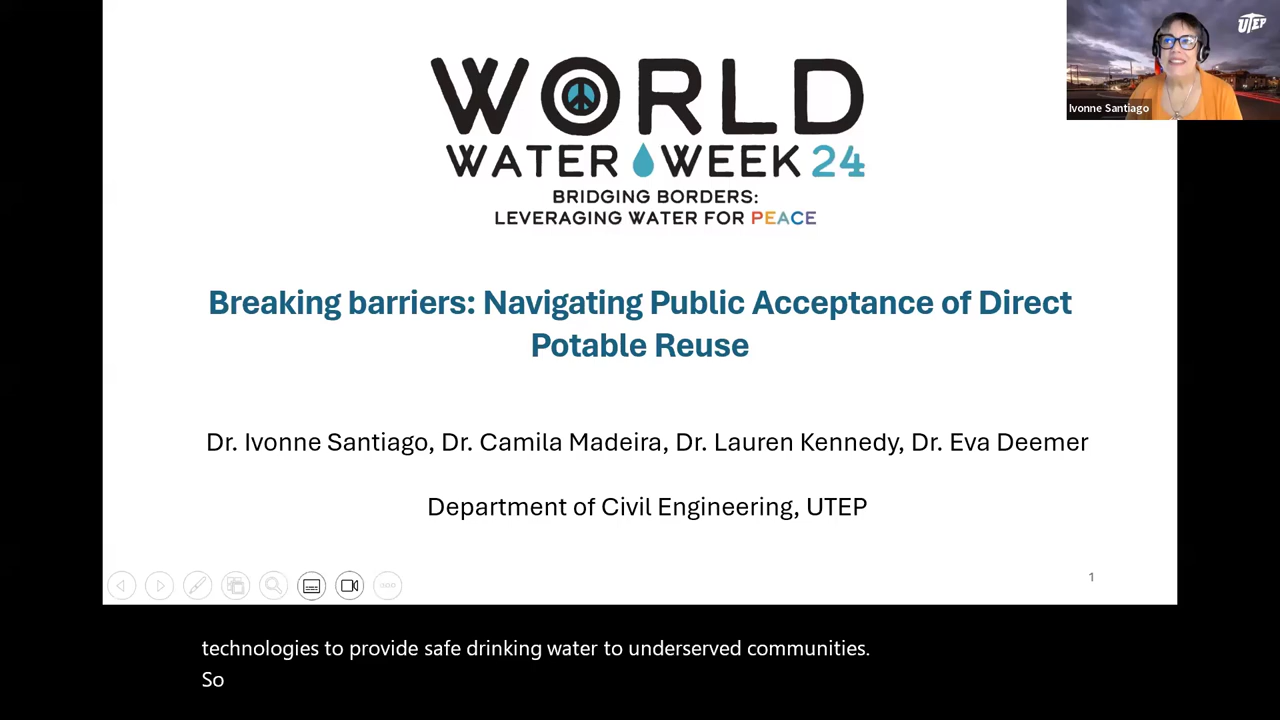 UTEP
Ivonne Santiago
WORLD
WATER WEEK 24
BRIDGING BORDERS:
LEVERAGING WATER FOR PEACE
Breaking barriers: Navigating Public Acceptance of Direct
Potable Reuse
Dr. Ivonne Santiago, Dr. Camila Madeira, Dr. Lauren Kennedy, Dr. Eva Deemer
Department of Civil Engineering, UTEP
1
technologies to provide safe drinking water to underserved communities.
So